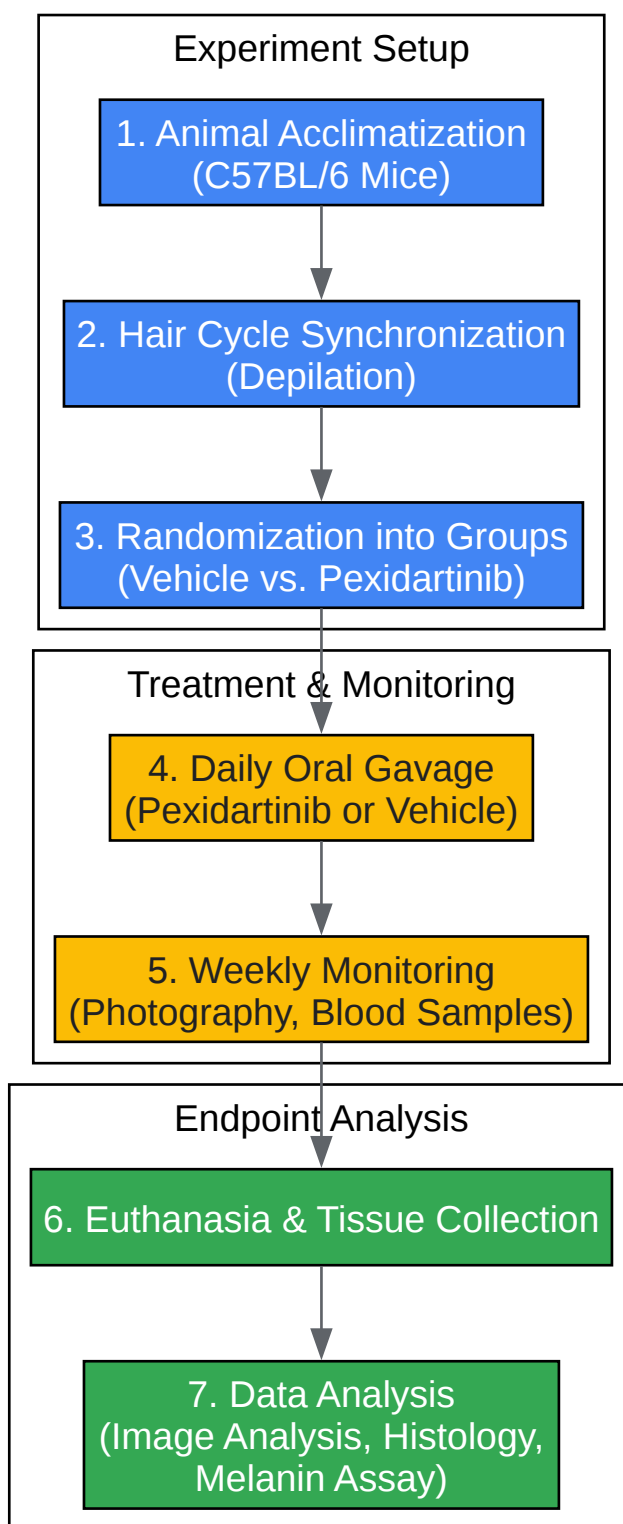 Experiment Setup
1. Animal Acclimatization
(C57BL/6 Mice)
2. Hair Cycle Synchronization
(Depilation)
3. Randomization into Groups
(Vehicle vs. Pexidartinib)
Treatment & Monitoring
4. Daily Oral Gavage
(Pexidartinib or Vehicle)
5. Weekly Monitoring
(Photography, Blood Samples)
Endpoint Analysis
6. Euthanasia & Tissue Collection
7. Data Analysis
(Image Analysis, Histology,
Melanin Assay)